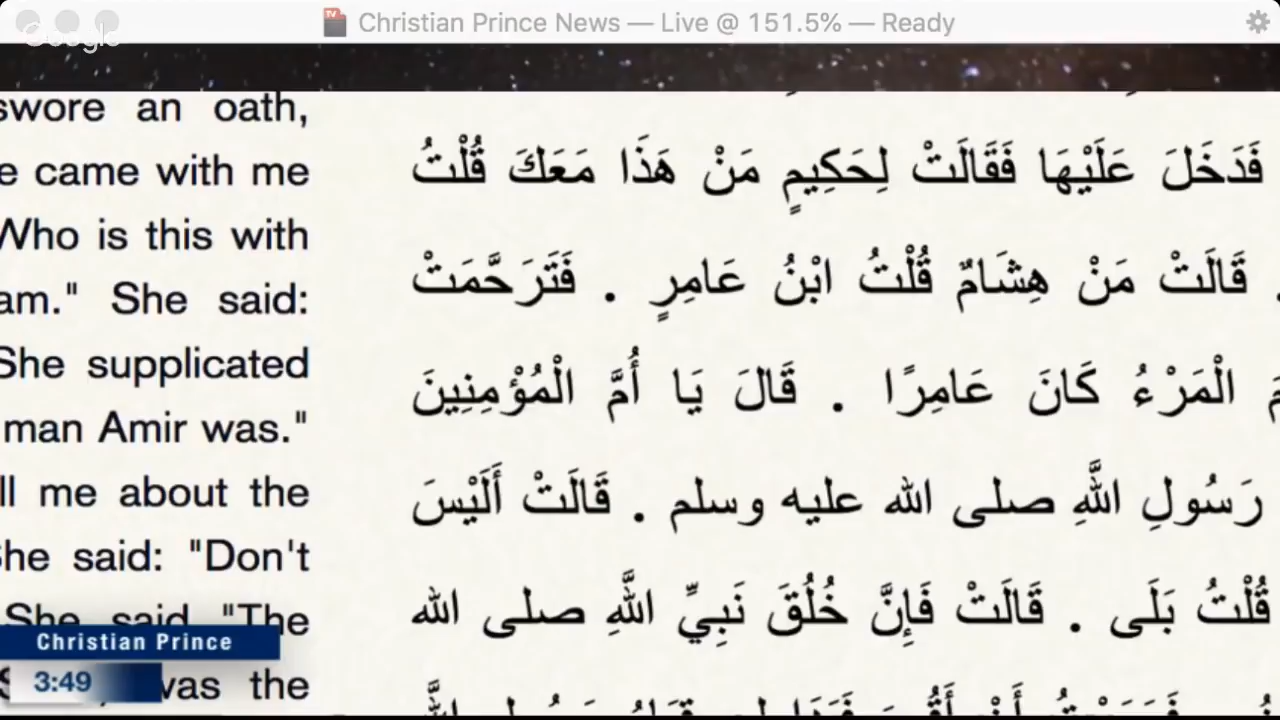 Christian Prince News — Live @ 151.5% — Ready
Google
swore an oath,
came with me
Who is this with
am." She said:
She supplicated
man Amir was."
me about the
She said: "Don't
She said "The
was the
Christian Prince
3:49
فَدَخَلَ عَلَيْهَا فَقَالَتْ لِحَكِيمٍ مَنْ هَذَا مَعَكَ قُلْتُ
قَالَتْ مَنْ هِشَامٌ قُلْتُ ابْنُ عَامِرٍ . فَتَرَحَّمَتْ
الْمَرْءُ كَانَ عَامِرًا . قَالَ يَا أُمَّ الْمُؤْمِنِينَ
رَسُولِ اللَّهِ صلى الله عليه وسلم . قَالَتْ أَلَيْسَ
قُلْتُ بَلَى . قَالَتْ فَإِنَّ خُلُقَ نَبِيِّ اللَّهِ صلى الله